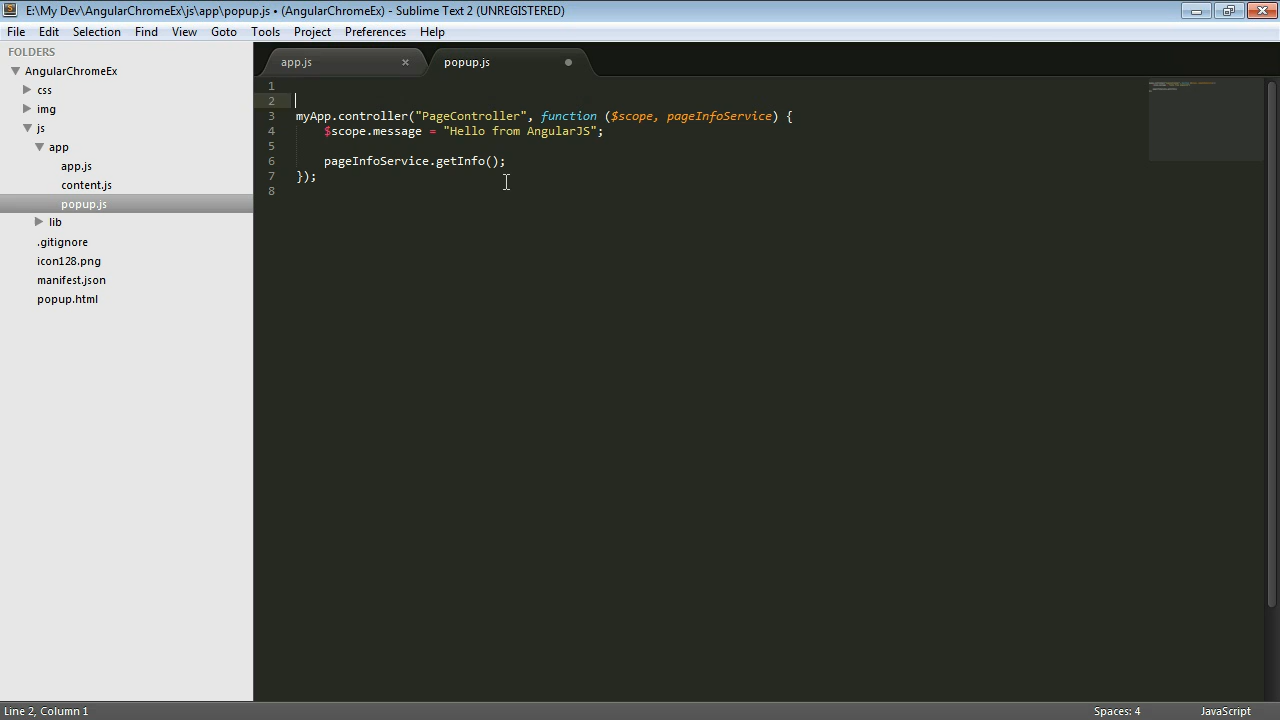 E:\My Dev\AngularChromeEx\js\app\popup.js • (AngularChromeEx) - Sublime Text 2 (UNREGISTERED)
File Edit Selection Find View Goto Tools Project Preferences Help
FOLDERS
AngularChromeEx
css
img
js
app
app.js
content.js
popup.js
lib
.gitignore
icon128.png
manifest.json
popup.html
app.js × popup.js
1
2
3 myApp.controller("PageController", function ($scope, pageInfoService) {
4 $scope.message = "Hello from AngularJS";
5
6 pageInfoService.getInfo();
7 });
8
Line 2, Column 1 Spaces: 4 JavaScript